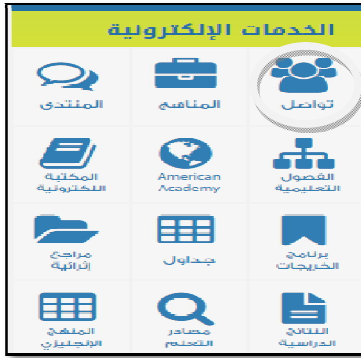 الخدمات الإلكترونية
تواصل
المناهج
المنتدى
الفصول
التعليمية
American
Academy
المكتبة
الالكترونية
برنامج
الخريجات
جداول
مراجع
إثرائية
النتائج
الدراسية
مصادر
التعلم
المنهج
الإنجليزي